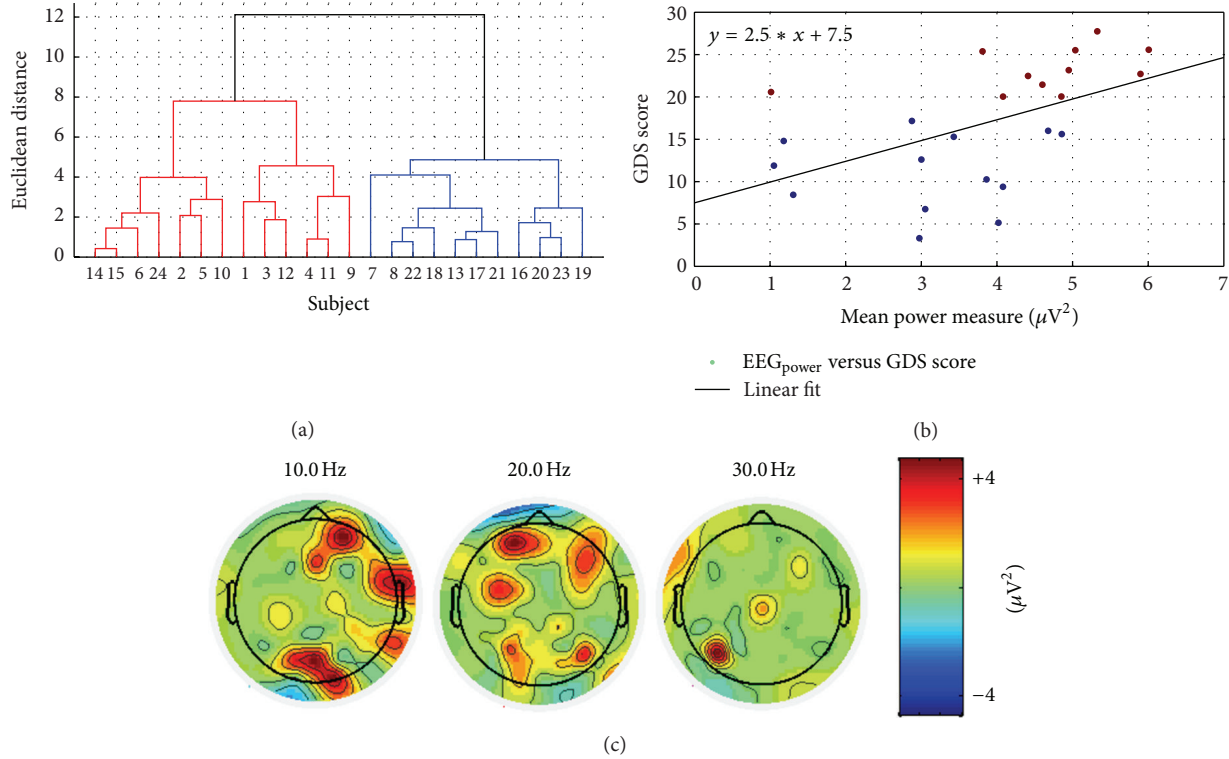 12
10
8
6
4
2
0
Euclidean distance
14 15 6 24 2 5 10 1 3 12 4 11 9 7 8 22 18 13 17 21 16 20 23 19
Subject
(a)
30
25
20
15
10
5
0
GDS score
y = 2.5 * x + 7.5
0 1 2 3 4 5 6 7
Mean power measure (μV²)
EEG_power versus GDS score
Linear fit
(b)
10.0 Hz
20.0 Hz
30.0 Hz
+4
(μV²)
−4
(c)